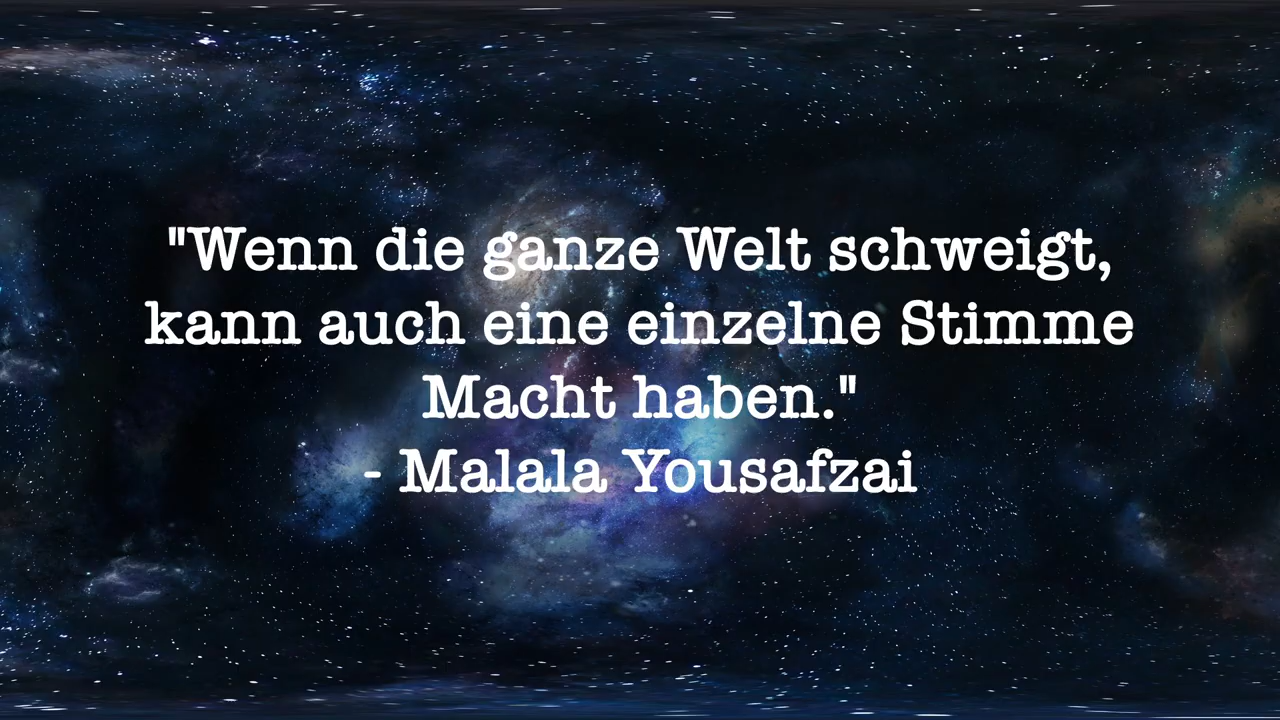 "Wenn die ganze Welt schweigt,
kann auch eine einzelne Stimme
Macht haben."
- Malala Yousafzai